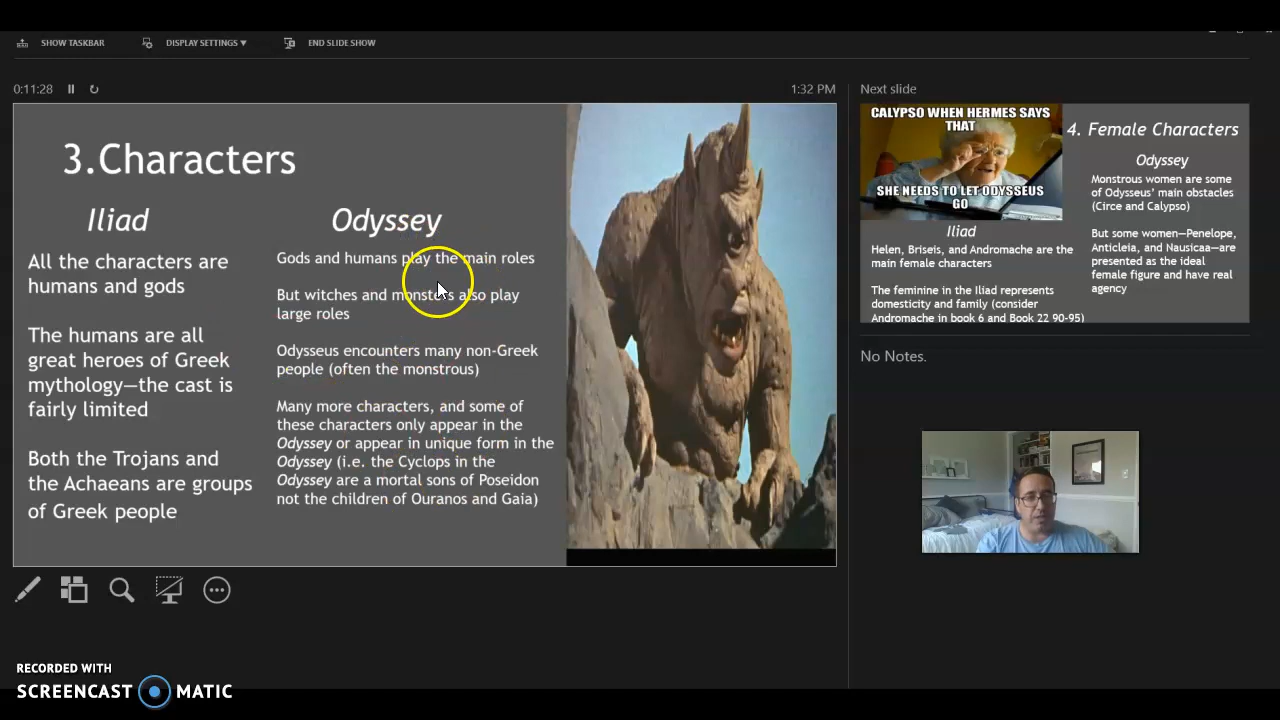 SHOW TASKBAR
DISPLAY SETTINGS ▼
END SLIDE SHOW
0:11:28
1:32 PM
3.Characters
Iliad
All the characters are
humans and gods
The humans are all
great heroes of Greek
mythology—the cast is
fairly limited
Both the Trojans and
the Achaeans are groups
of Greek people
Odyssey
Gods and humans play the main roles
But witches and monsters also play
large roles
Odysseus encounters many non-Greek
people (often the monstrous)
Many more characters, and some of
these characters only appear in the
Odyssey or appear in unique form in the
Odyssey (i.e. the Cyclops in the
Odyssey are a mortal sons of Poseidon
not the children of Ouranos and Gaia)
Next slide
CALYPSO WHEN HERMES SAYS
THAT
SHE NEEDS TO LET ODYSSEUS
GO
4. Female Characters
Iliad
Helen, Briseis, and Andromache are the
main female characters
The feminine in the Iliad represents
domesticity and family (consider
Andromache in book 6 and Book 22 90-95)
Odyssey
Monstrous women are some
of Odysseus' main obstacles
(Circe and Calypso)
But some women—Penelope,
Anticleia, and Nausicaa—are
presented as the ideal
female figure and have real
agency
No Notes.
RECORDED WITH
SCREENCAST MATIC